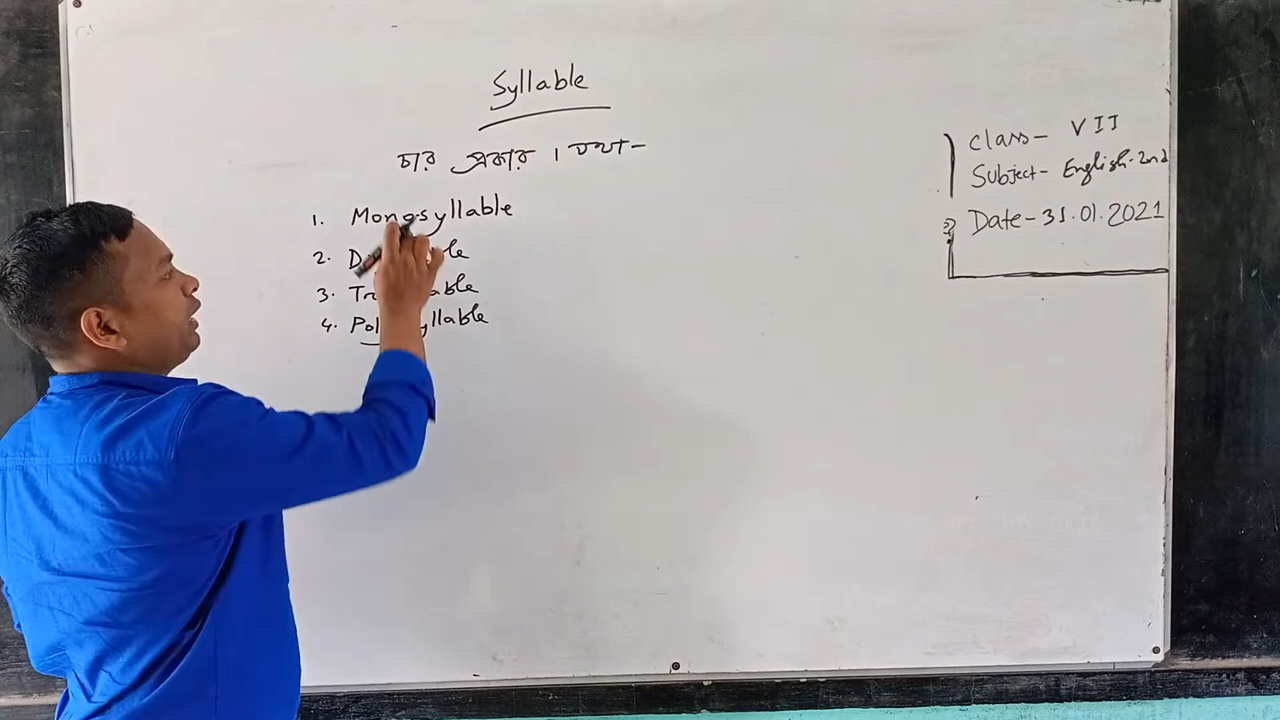 Syllable
চার প্রকার । যথা-
1. Monosyllable
2.
3.
4.
Class- VII
Subject- English-2nd
Date-31.01.2021